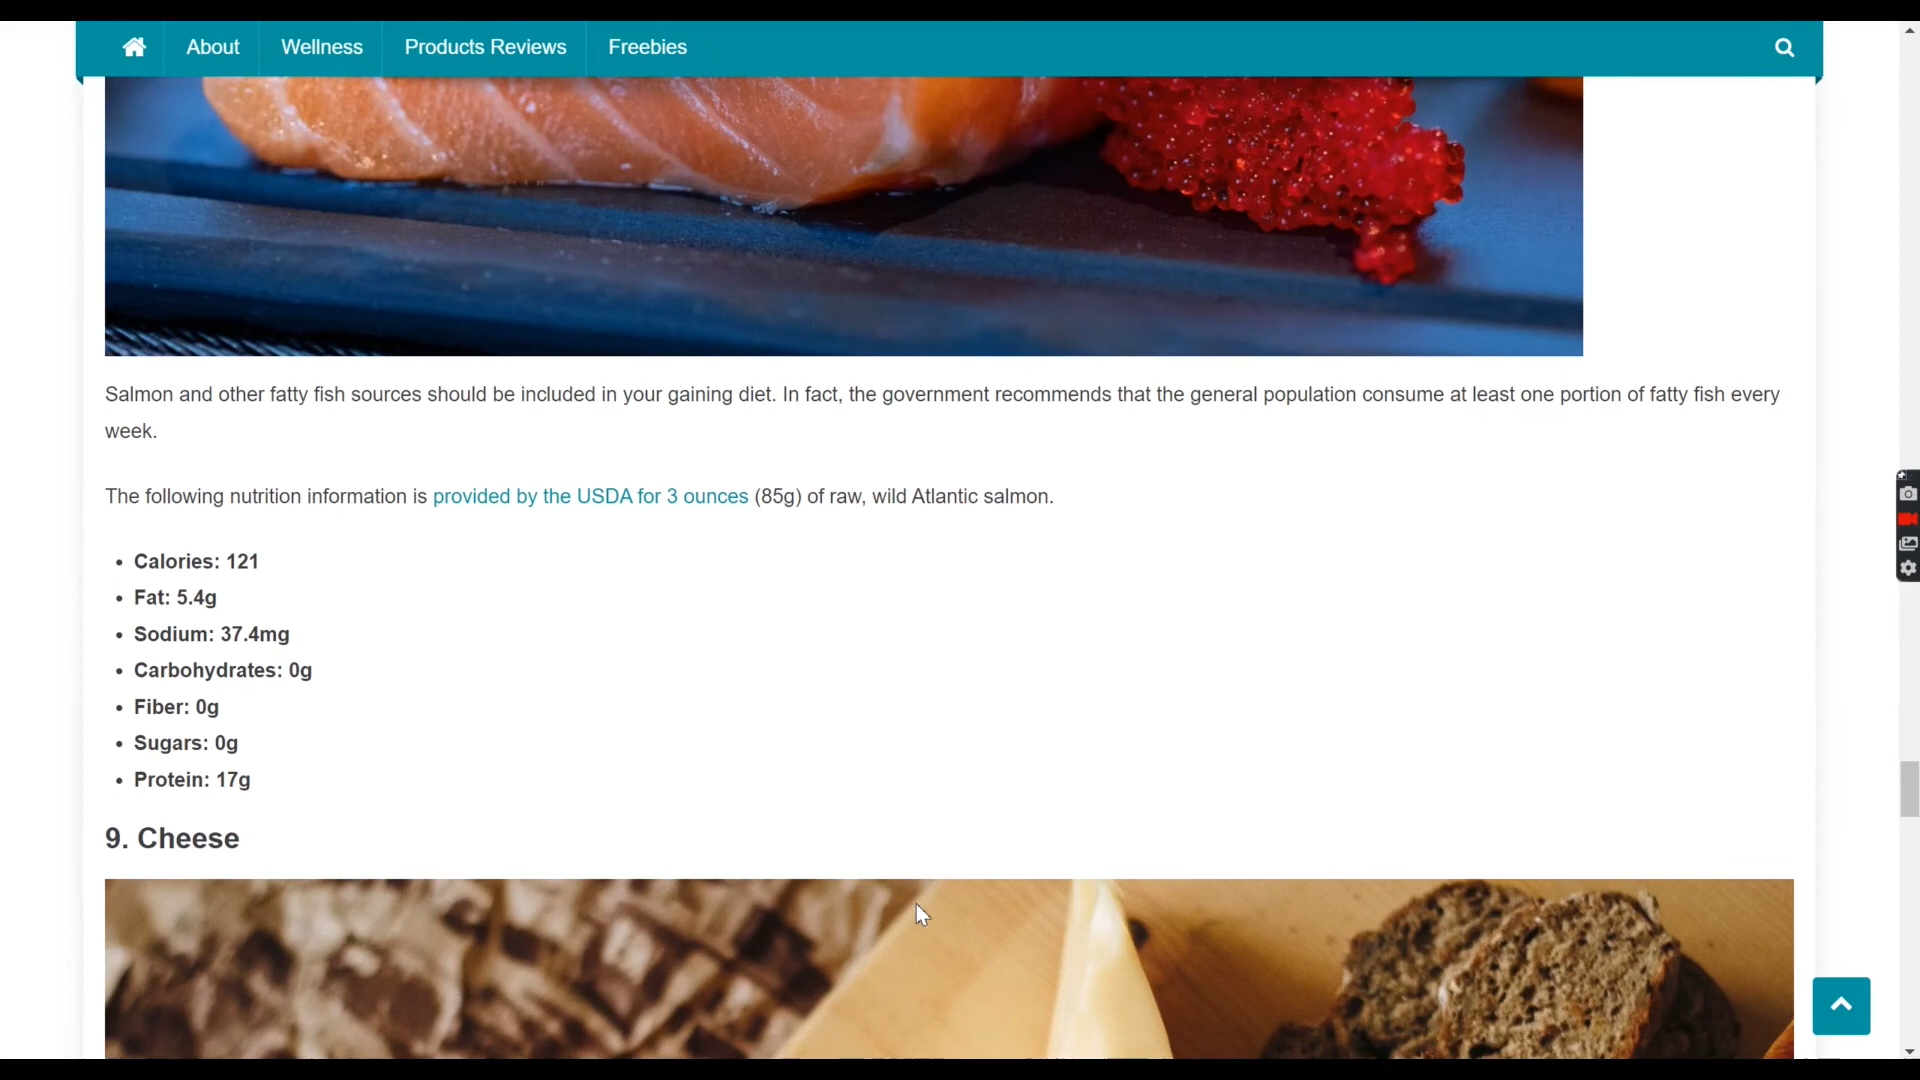 About Wellness Products Reviews Freebies
Salmon and other fatty fish sources should be included in your gaining diet. In fact, the government recommends that the general population consume at least one portion of fatty fish every
week.
The following nutrition information is provided by the USDA for 3 ounces (85g) of raw, wild Atlantic salmon.
• Calories: 121
• Fat: 5.4g
• Sodium: 37.4mg
• Carbohydrates: 0g
• Fiber: 0g
• Sugars: 0g
• Protein: 17g
9. Cheese